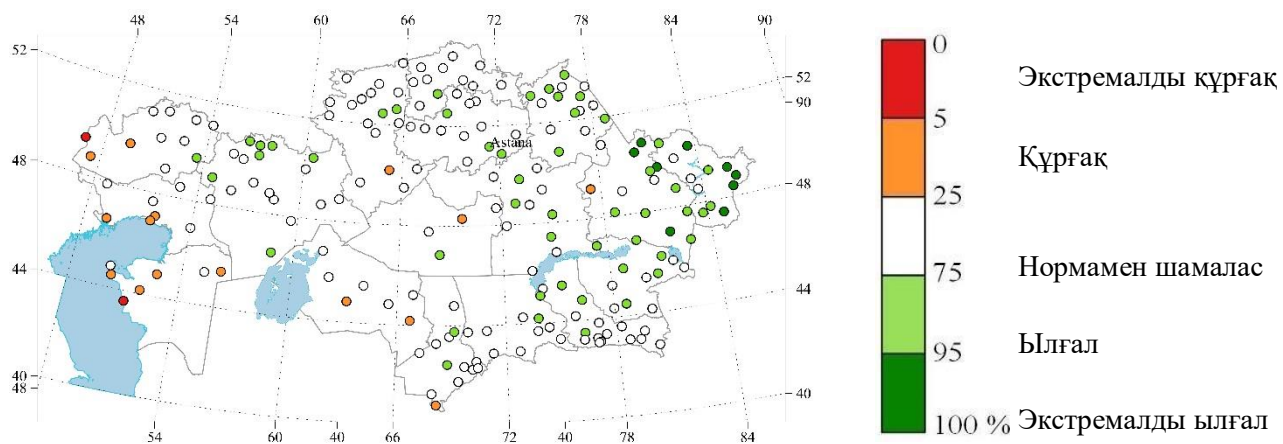 48 54 60 66 72 78 84 90
52
48
44
40
48
52
90
48
44
40
Astana
54 60 40 66 72 40 78 84
0
Экстремалды құрғақ
5
Құрғақ
25
Нормамен шамалас
75
Ылғал
95
Экстремалды ылғал
100 %